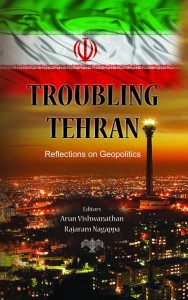 TROUBLING
TEHRAN
Reflections on Geopolitics
Editors
Arun Vishwanathan
Rajaram Nagappa